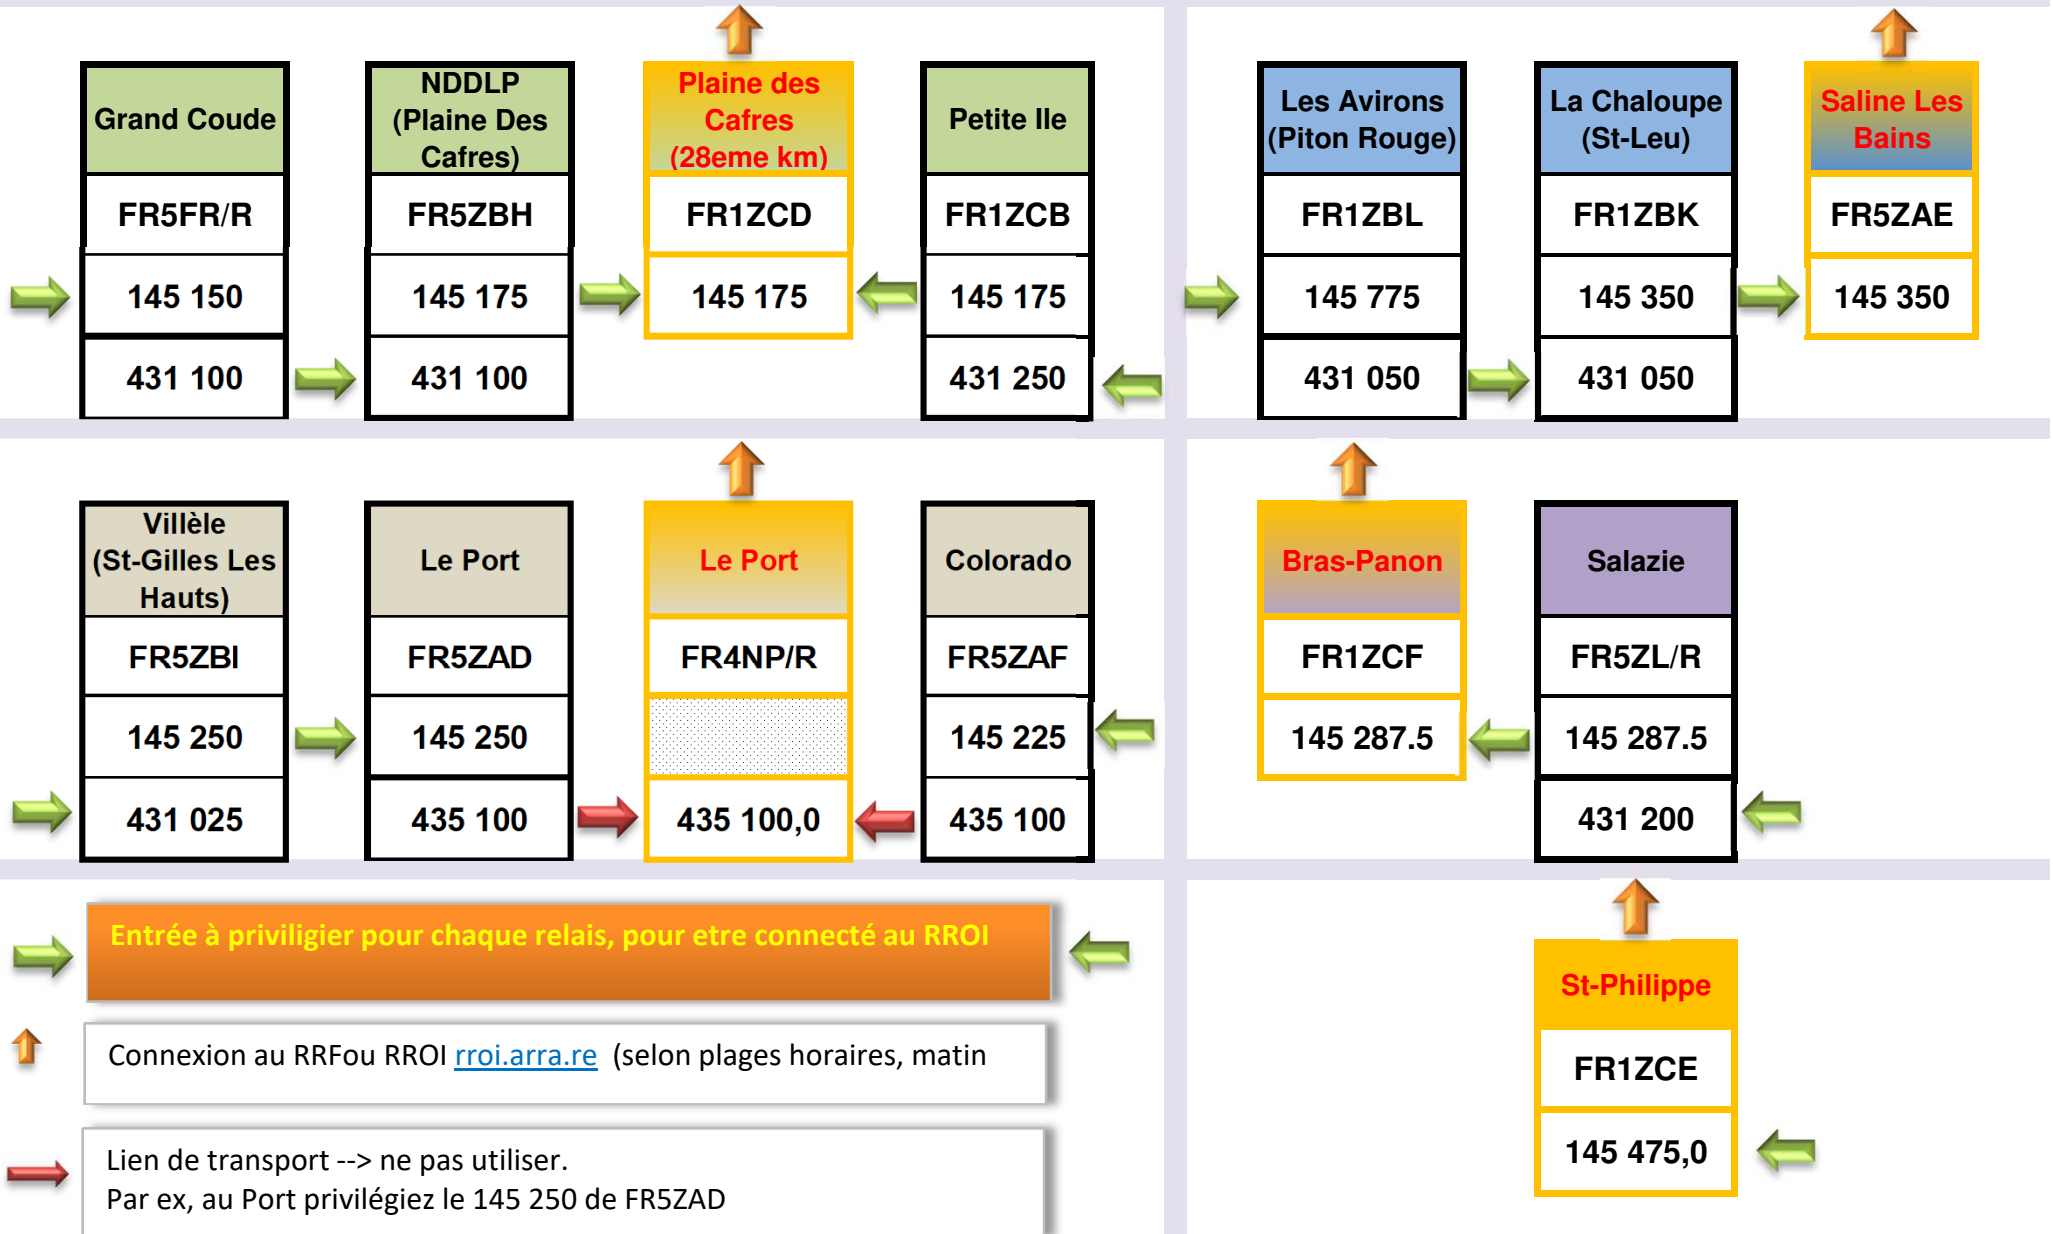 Grand Coude
FR5FR/R
145 150
431 100
NDDLP
(Plaine Des
Cafres)
FR5ZBH
145 175
431 100
Plaine des
Cafres
(28eme km)
FR1ZCD
145 175
Petite Ile
FR1ZCB
145 175
431 250
Les Avirons
(Piton Rouge)
FR1ZBL
145 775
431 050
La Chaloupe
(St-Leu)
FR1ZBK
145 350
431 050
Saline Les
Bains
FR5ZAE
145 350
Villèle
(St-Gilles Les
Hauts)
FR5ZBI
145 250
431 025
Le Port
FR5ZAD
145 250
435 100
Le Port
FR4NP/R
435 100,0
Colorado
FR5ZAF
145 225
435 100
Bras-Panon
FR1ZCF
145 287.5
Salazie
FR5ZL/R
145 287.5
431 200
Entrée à priviligier pour chaque relais, pour etre connecté au RROI
Connexion au RRFou RROI rroi.arra.re (selon plages horaires, matin
Lien de transport --> ne pas utiliser.
Par ex, au Port privilégiez le 145 250 de FR5ZAD
St-Philippe
FR1ZCE
145 475,0